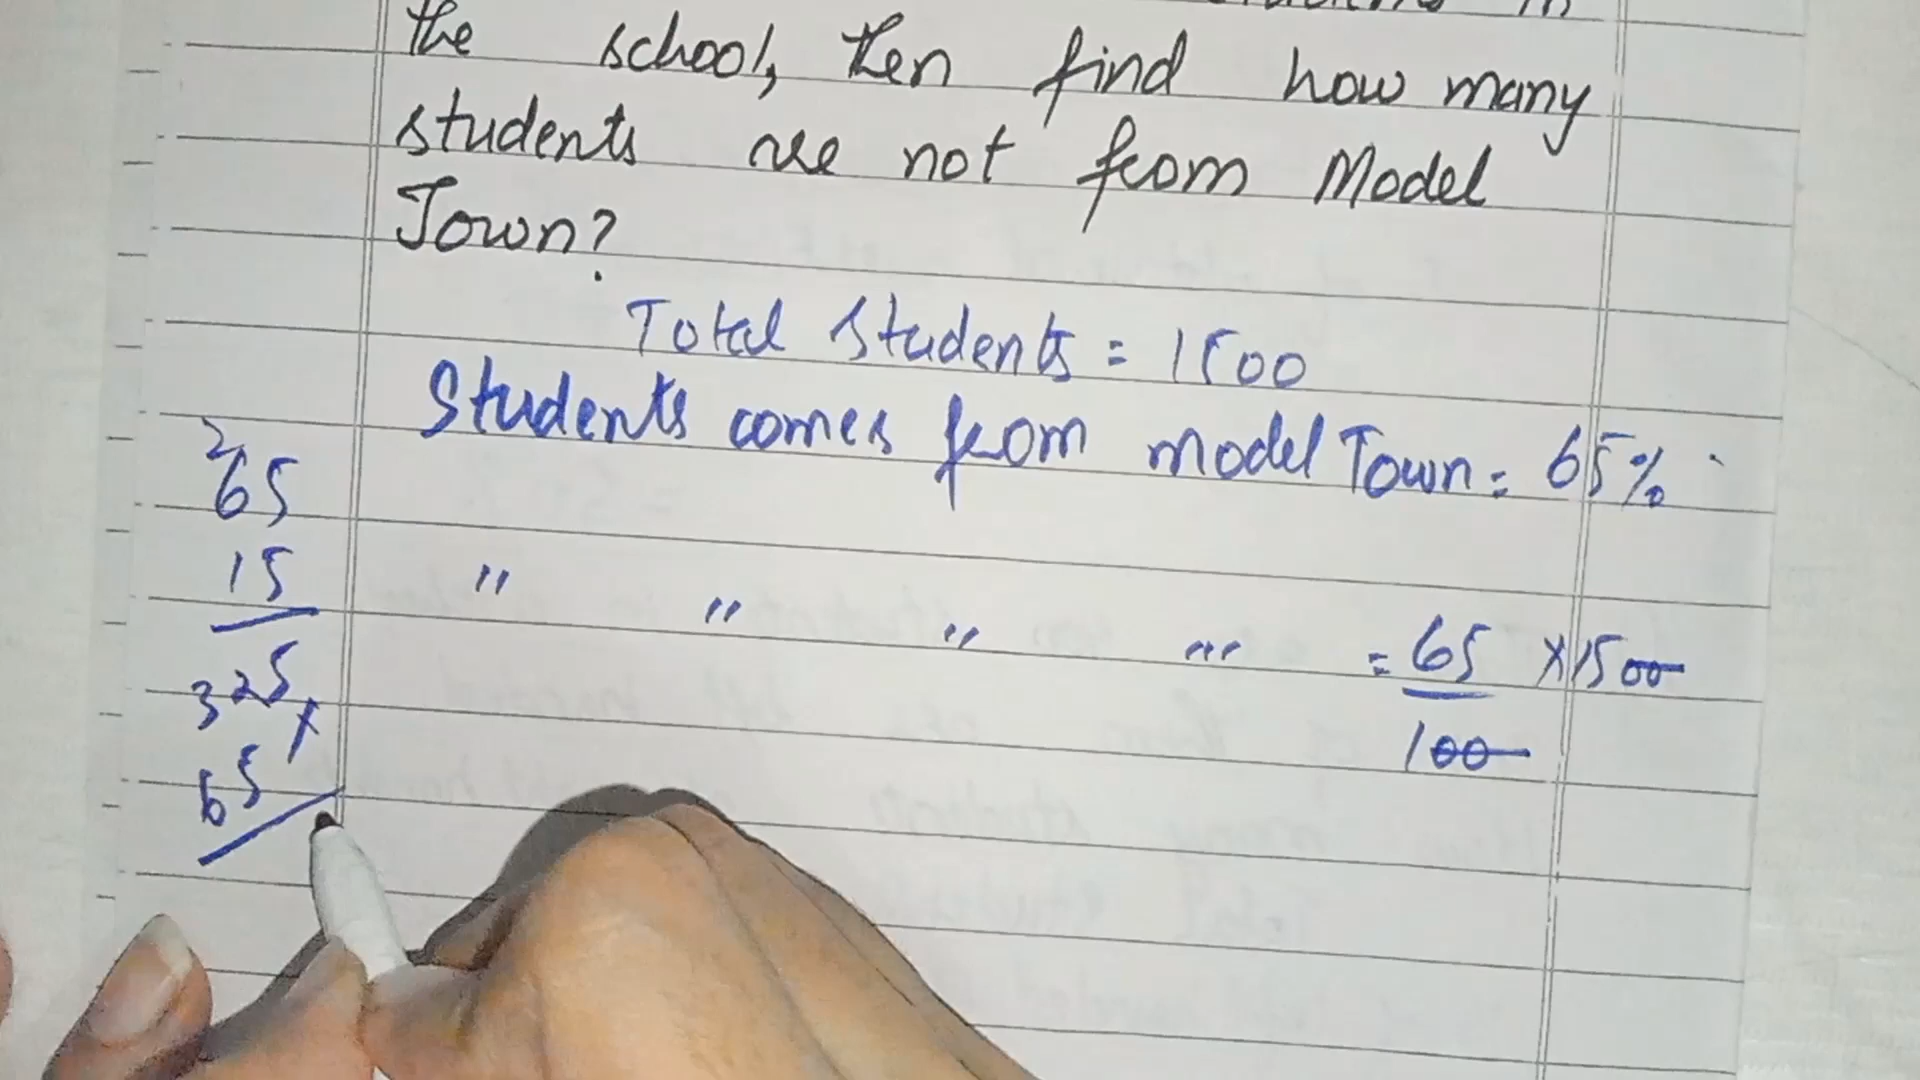 the school, then find how many
students are not from Model
Town?
Total Students = 1500
Students comes from model Town = 65%
2
65
15
" " " " = 65 × 1500
100
325
65 ×